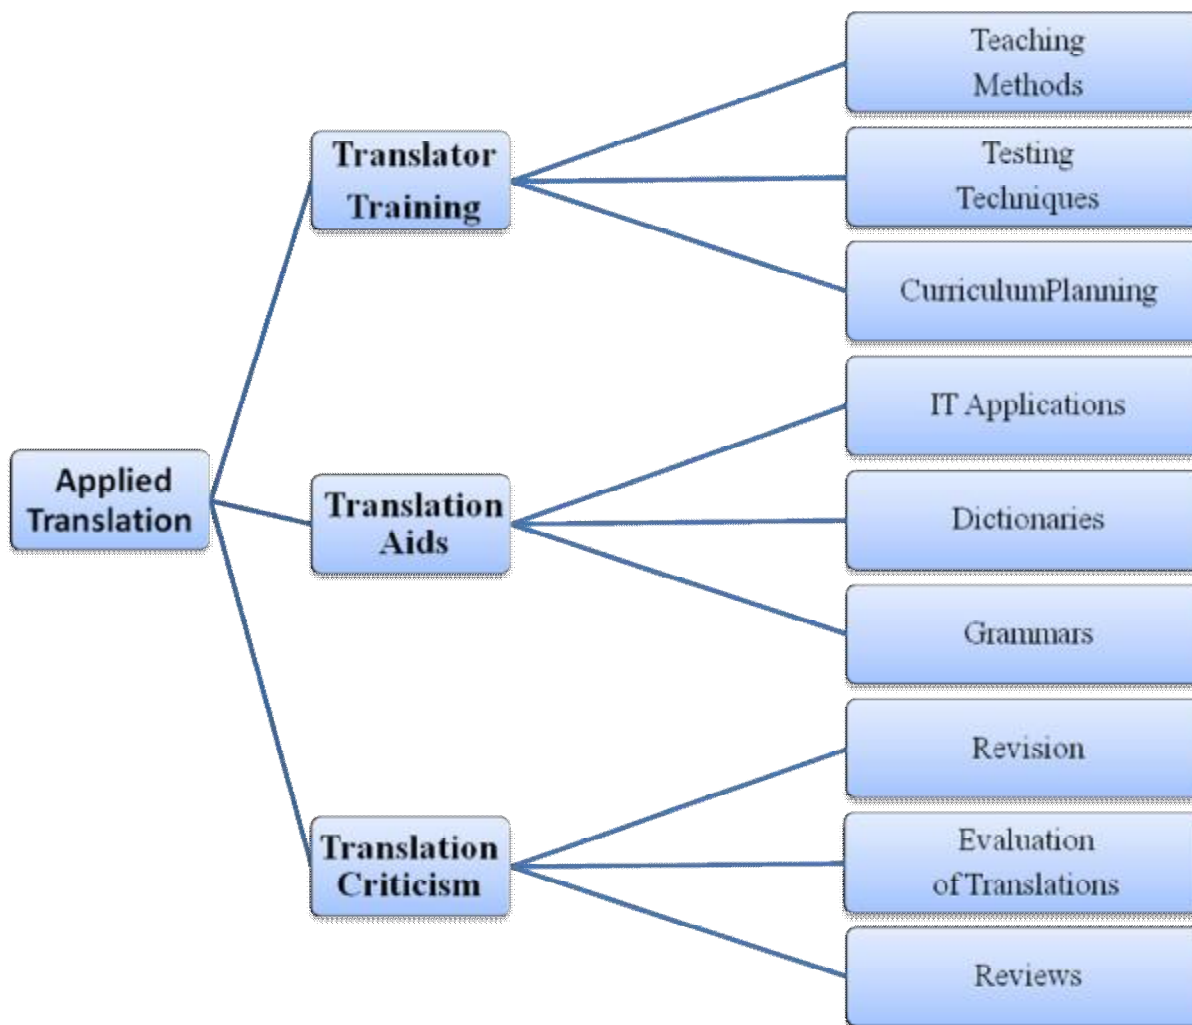 Applied
Translation
Translator
Training
Teaching
Methods
Testing
Techniques
CurriculumPlanning
Translation
Aids
IT Applications
Dictionaries
Grammars
Translation
Criticism
Revision
Evaluation
of Translations
Reviews